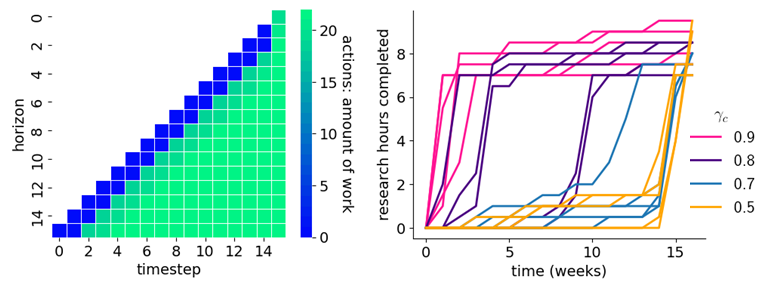 0
2
4
6
8
10
12
14
horizon
0 2 4 6 8 10 12 14
timestep
20
15
10
5
0
actions: amount of work
research hours completed
8
6
4
2
0
0 5 10 15
time (weeks)
γc
0.9
0.8
0.7
0.5